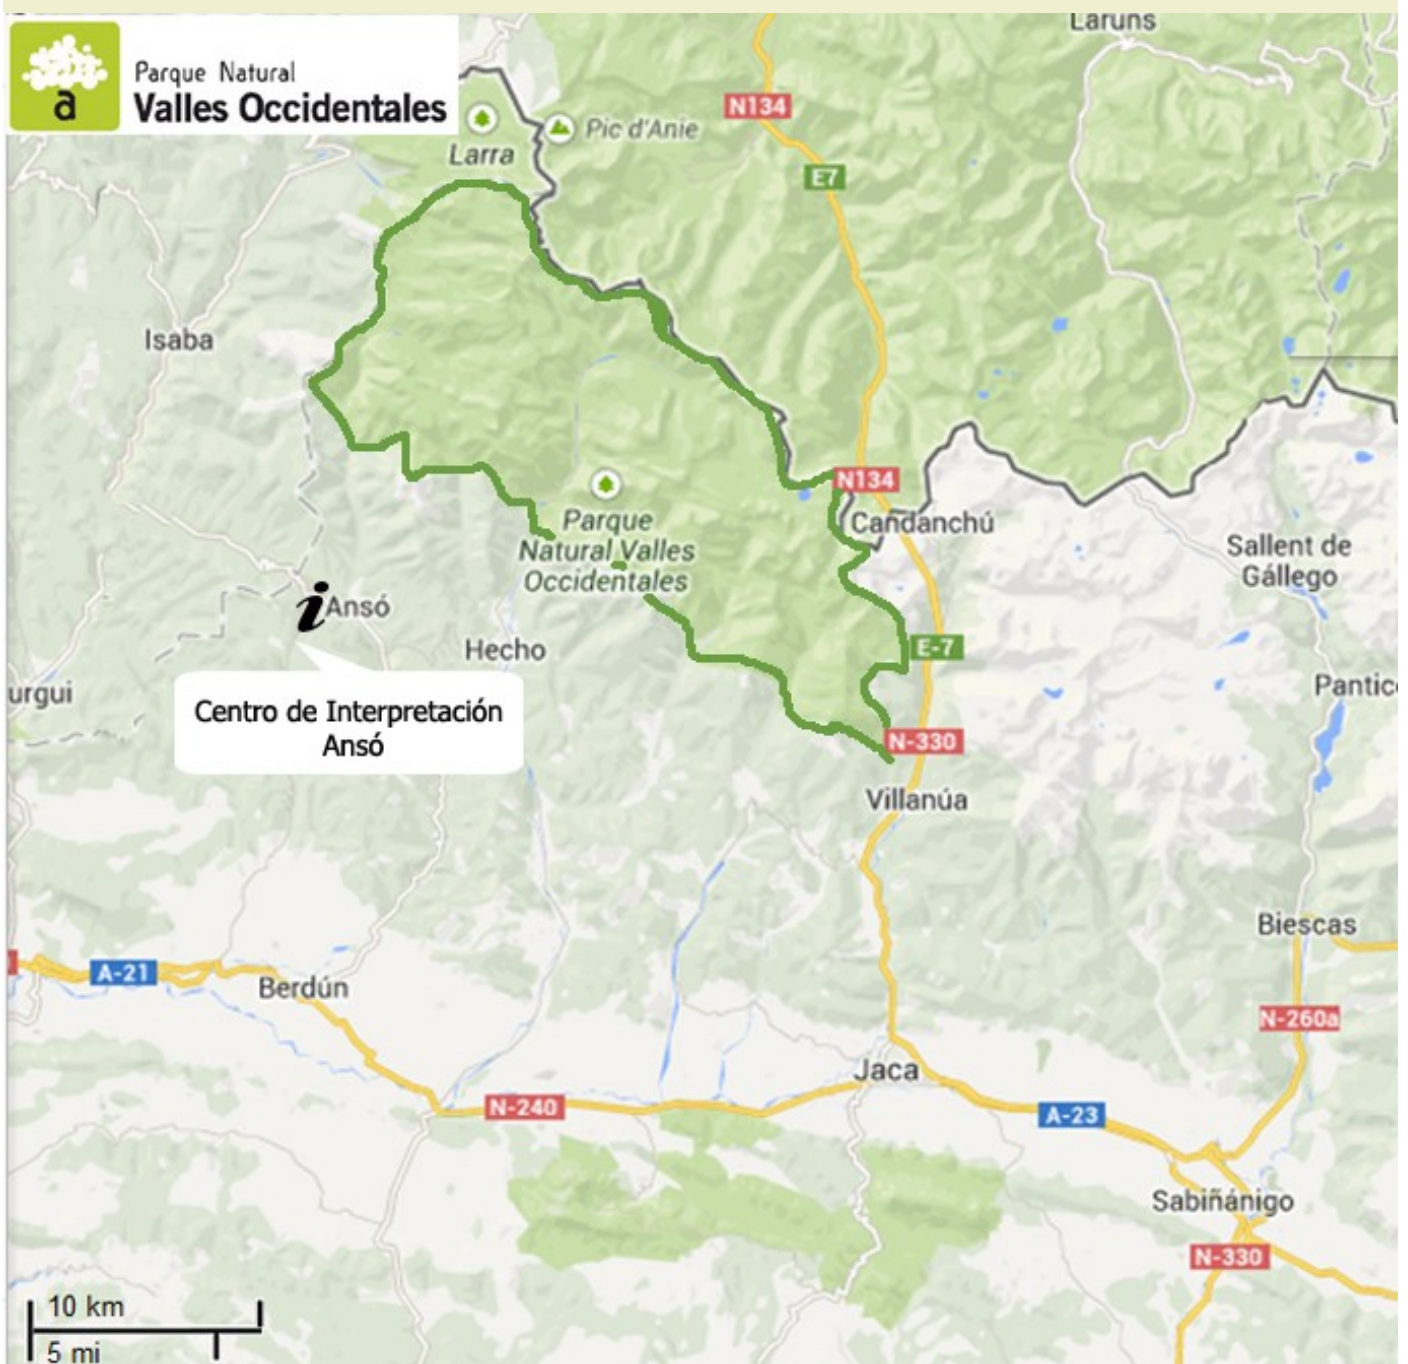 Laruns
Parque Natural
Valles Occidentales
a
N134
Pic d'Anie
Larra
E7
Isaba
N134
Candanchú
Parque
Natural Valles
Occidentales
Sallent de
Gállego
i
Ansó
Hecho
E-7
urgui
Pantic
Centro de Interpretación
Ansó
N-330
Villanúa
Biescas
A-21
Berdún
N-260a
Jaca
N-240
A-23
Sabiñánigo
N-330
10 km
5 mi